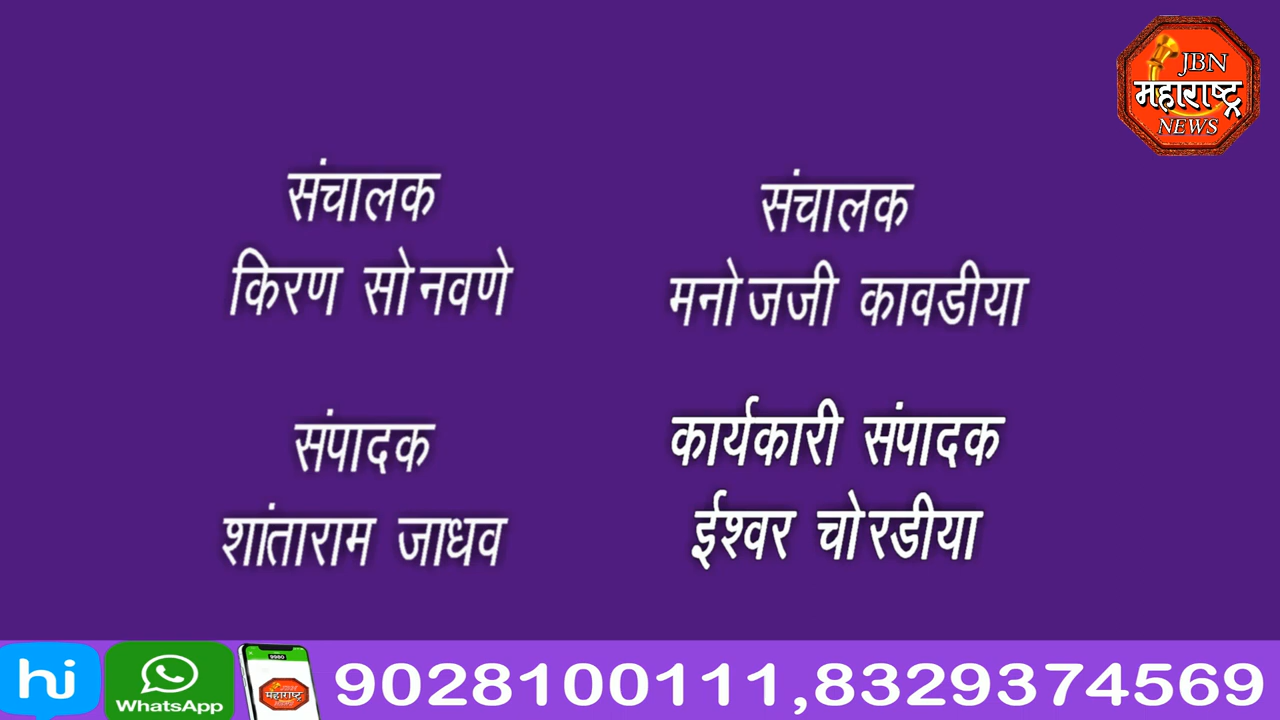 JBN
महाराष्ट्र
NEWS
संचालक
किरण सोनवणे
संचालक
मनोजजी कावडीया
संपादक
शांताराम जाधव
कार्यकारी संपादक
ईश्वर चोरडीया
hi
WhatsApp
महाराष्ट्र
9028100111,8329374569